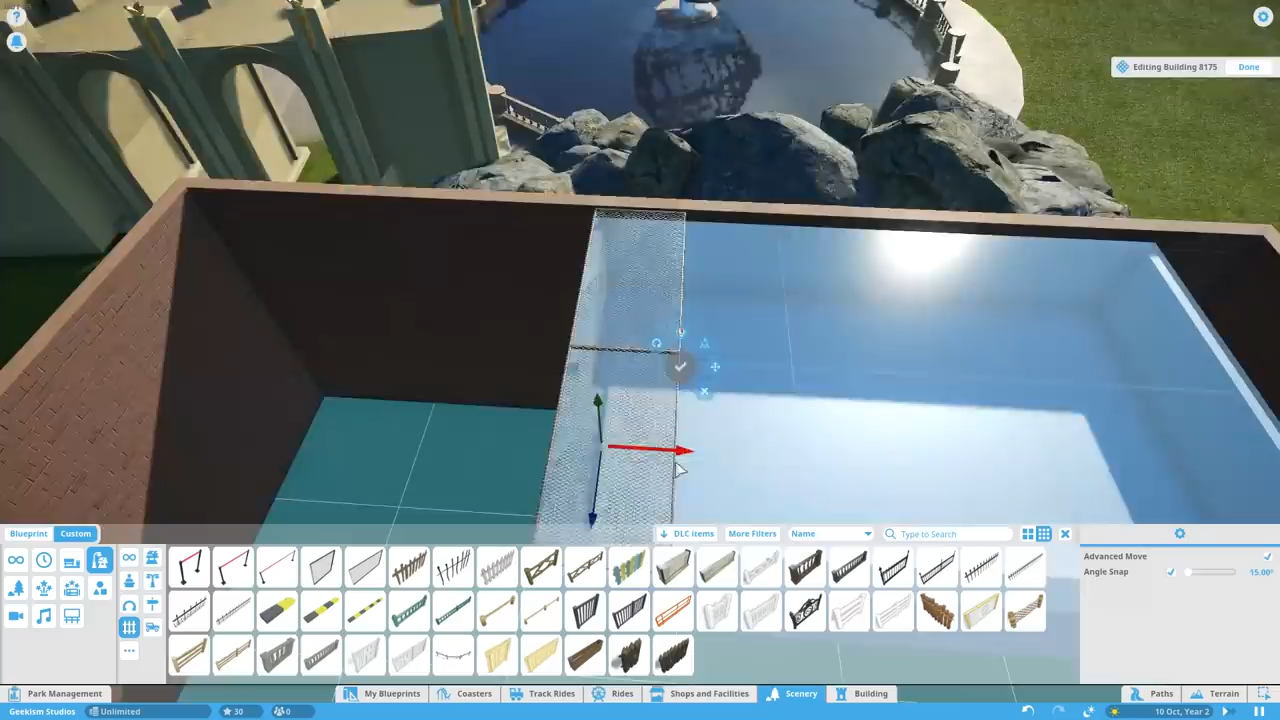 ?
Editing Building 8175 Done
Blueprint Custom
DLC items More Filters Name Type to Search
Advanced Move
Angle Snap 15.00°
Park Management My Blueprints Coasters Track Rides Rides Shops and Facilities Scenery Building Paths Terrain
Geekism Studios Unlimited 30 0 10 Oct, Year 2